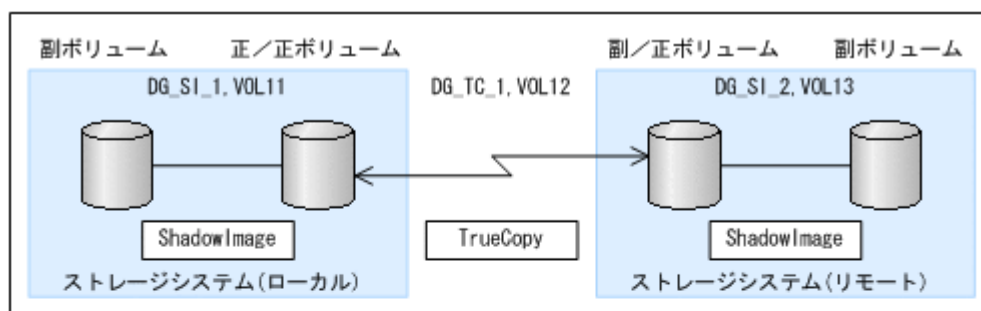 副ボリューム 正／正ボリューム 副／正ボリューム 副ボリューム
DG_SI_1,VOL11 DG_TC_1,VOL12 DG_SI_2,VOL13
ShadowImage TrueCopy ShadowImage
ストレージシステム(ローカル) ストレージシステム(リモート)